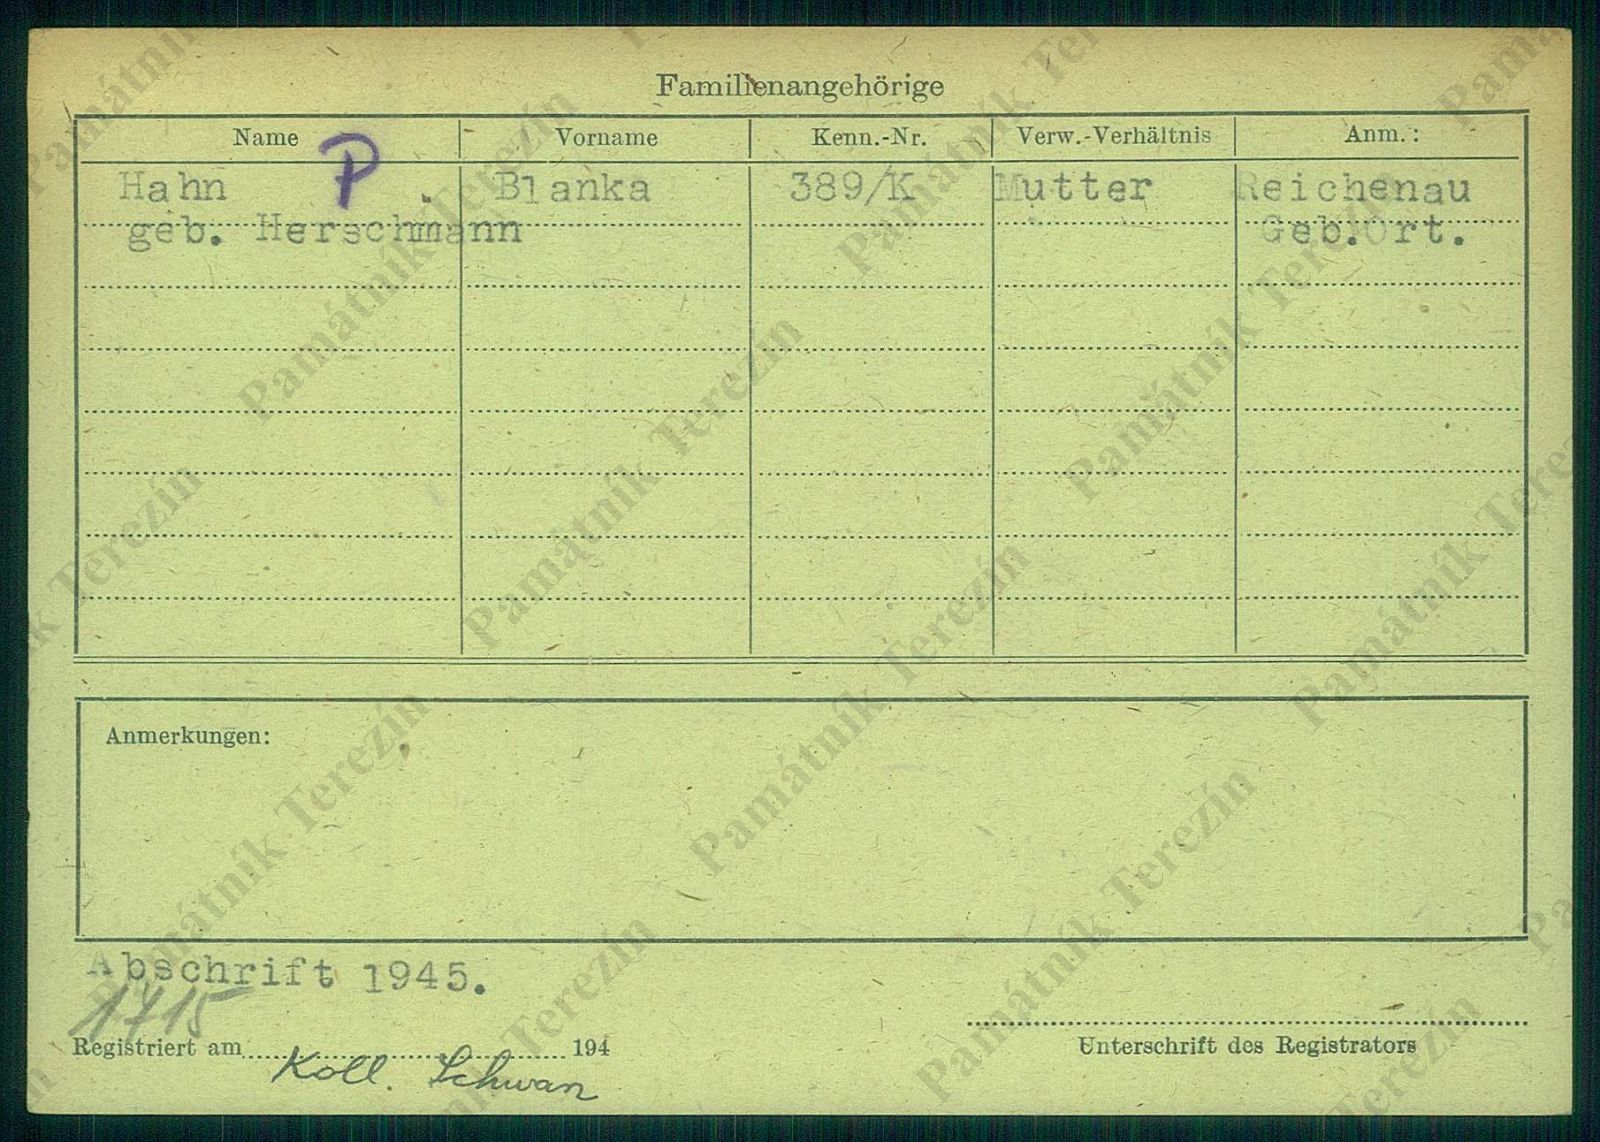 Familienangehörige
Name Vorname Kenn.-Nr. Verw.-Verhältnis Anm.:
P
Hahn . Blanka 389/K Mutter Reichenau
geb. Herschmann Geb.Ort.
Anmerkungen:
Abschrift 1945.
1715
Registriert am 194
Koll. Schwan
Unterschrift des Registrators
Památník Terezín